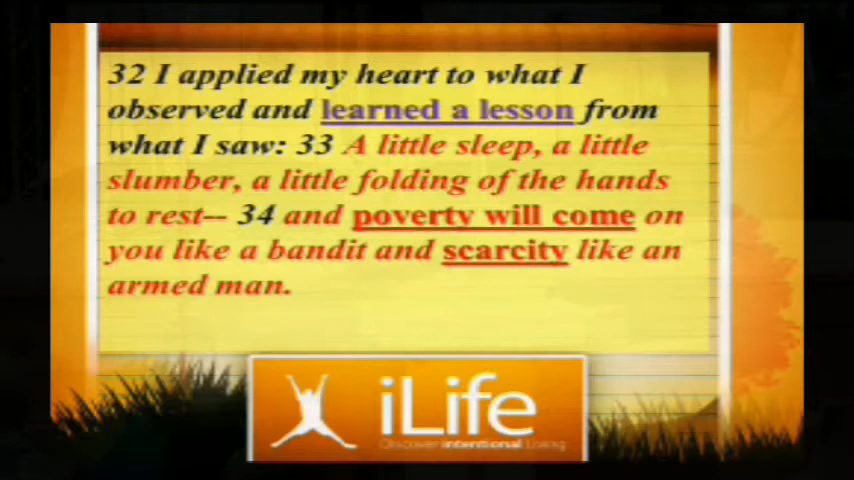 32 I applied my heart to what I
observed and learned a lesson from
what I saw: 33 A little sleep, a little
slumber, a little folding of the hands
to rest-- 34 and poverty will come on
you like a bandit and scarcity like an
armed man.
iLife
Discover intentional Living